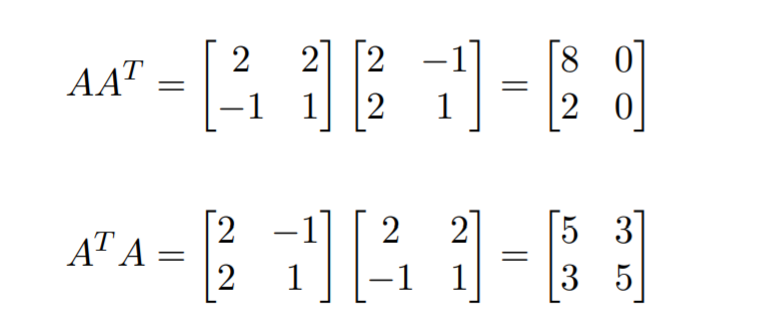 AA^T = [2 2; −1 1] [2 −1; 2 1] = [8 0; 2 0]
A^T A = [2 −1; 2 1] [2 2; −1 1] = [5 3; 3 5]